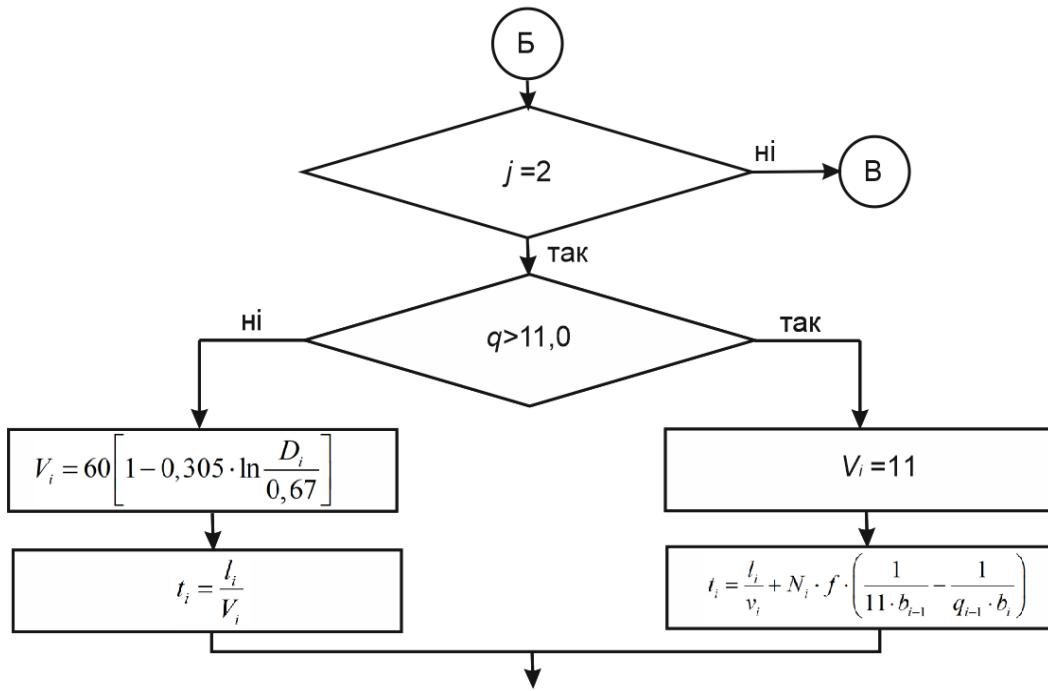 Б
j =2
ні
В
так
q>11,0
ні
так
V_i = 60[1 − 0,305 · ln D_i / 0,67]
V_i =11
t_i = l_i / V_i
t_i = l_i / v_i + N_i · f · (1 / 11 · b_{i−1} − 1 / q_{i−1} · b_i)